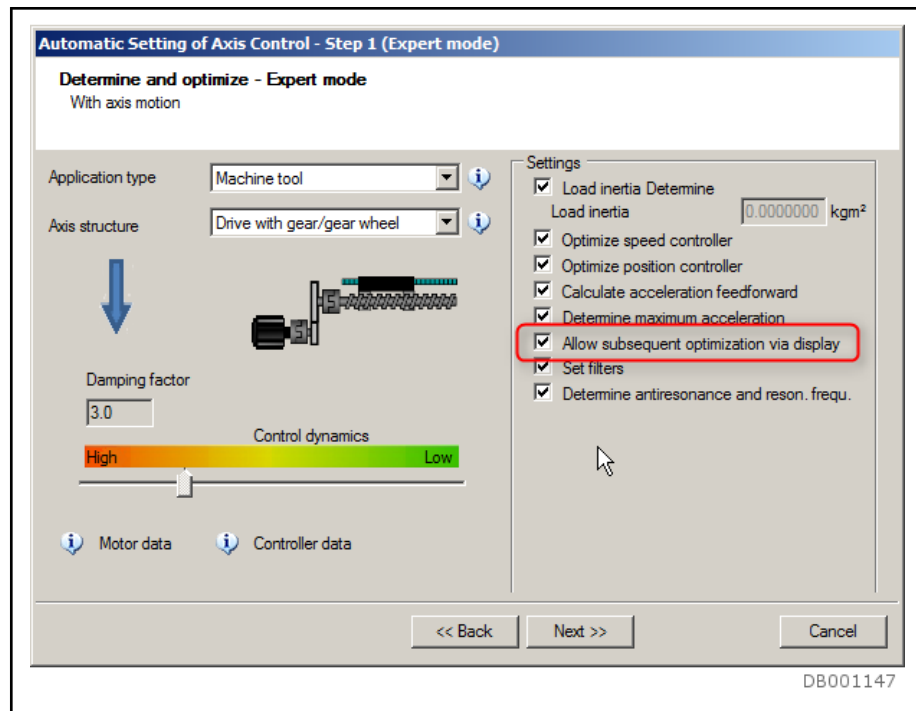 Automatic Setting of Axis Control - Step 1 (Expert mode)
Determine and optimize - Expert mode
With axis motion
Application type
Machine tool
Axis structure
Drive with gear/gear wheel
Damping factor
3.0
Control dynamics
High
Low
Motor data
Controller data
Settings
Load inertia Determine
Load inertia
0.0000000 kgm²
Optimize speed controller
Optimize position controller
Calculate acceleration feedforward
Determine maximum acceleration
Allow subsequent optimization via display
Set filters
Determine antiresonance and reson. frequ.
<< Back
Next >>
Cancel
DB001147